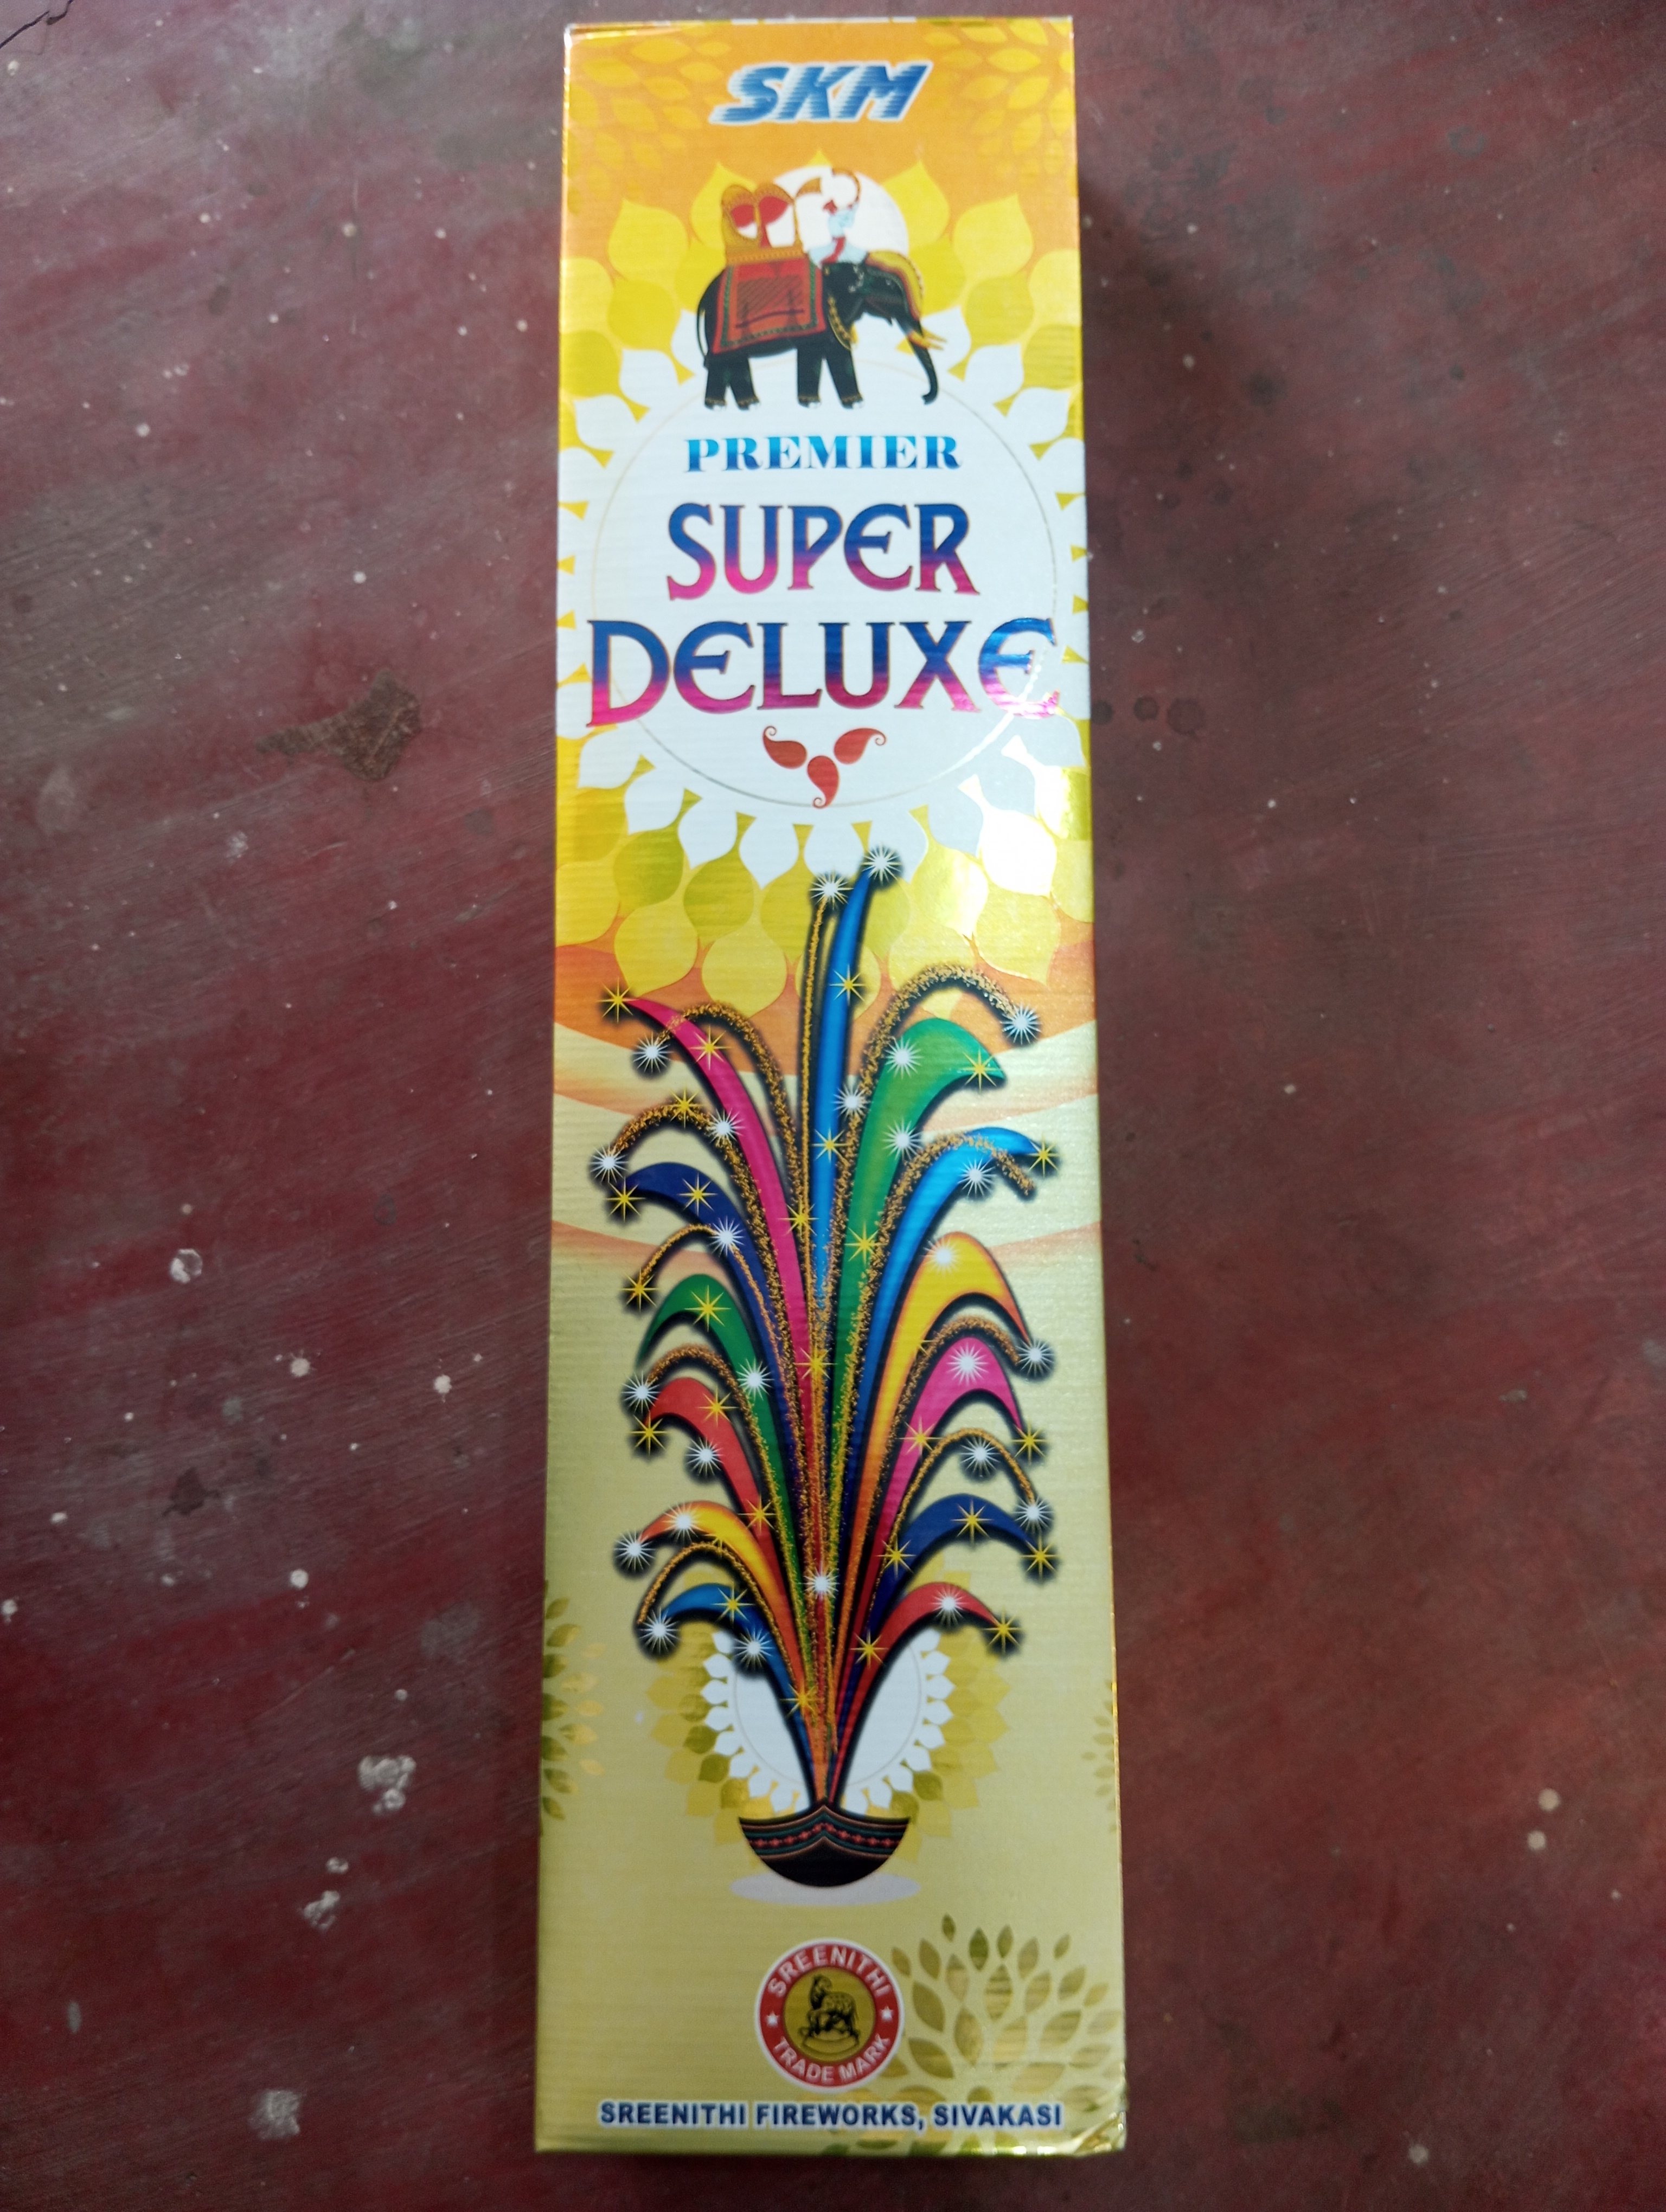 SKM
PREMIER
SUPER
DELUXE
SREENITHI
TRADE MARK
SREENITHI FIREWORKS, SIVAKASI